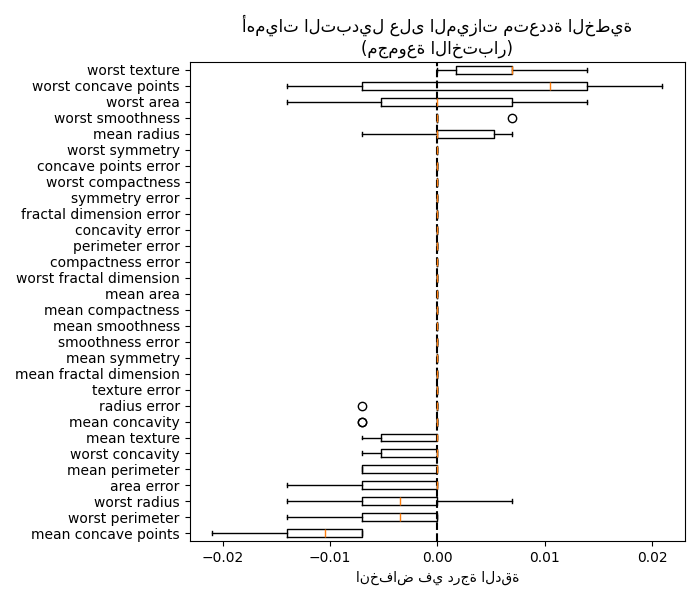 أهميات التبديل على الميزات متعددة الخطية
(مجموعة الاختبار)
worst texture
worst concave points
worst area
worst smoothness
mean radius
worst symmetry
concave points error
worst compactness
symmetry error
fractal dimension error
concavity error
perimeter error
compactness error
worst fractal dimension
mean area
mean compactness
mean smoothness
smoothness error
mean symmetry
mean fractal dimension
texture error
radius error
mean concavity
mean texture
worst concavity
mean perimeter
area error
worst radius
worst perimeter
mean concave points
−0.02 −0.01 0.00 0.01 0.02
انخفاض في درجة الدقة